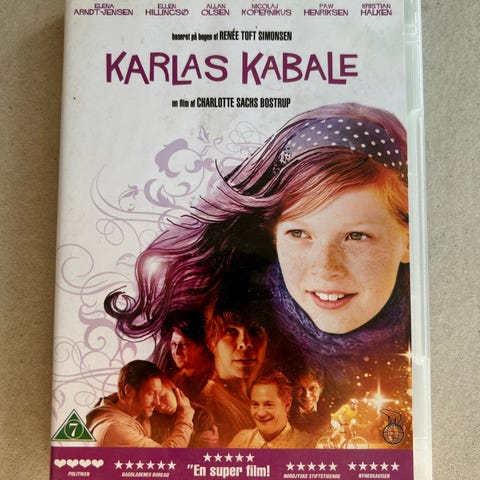 ELENA ARNDT-JENSEN ELLEN HILLINGSØ ALLAN OLSEN NICOLAJ KOPERNIKUS PAW HENRIKSEN KRISTIAN HALKEN
baseret på bogen af RENÉE TOFT SIMONSEN
KARLAS KABALE
en film af CHARLOTTE SACHS BOSTRUP
7
POLITIKEN
DAGBLADENES BUREAU
"En super film!"
NORDJYSKE STIFTSTIDENDE
NYHEDSAVISEN